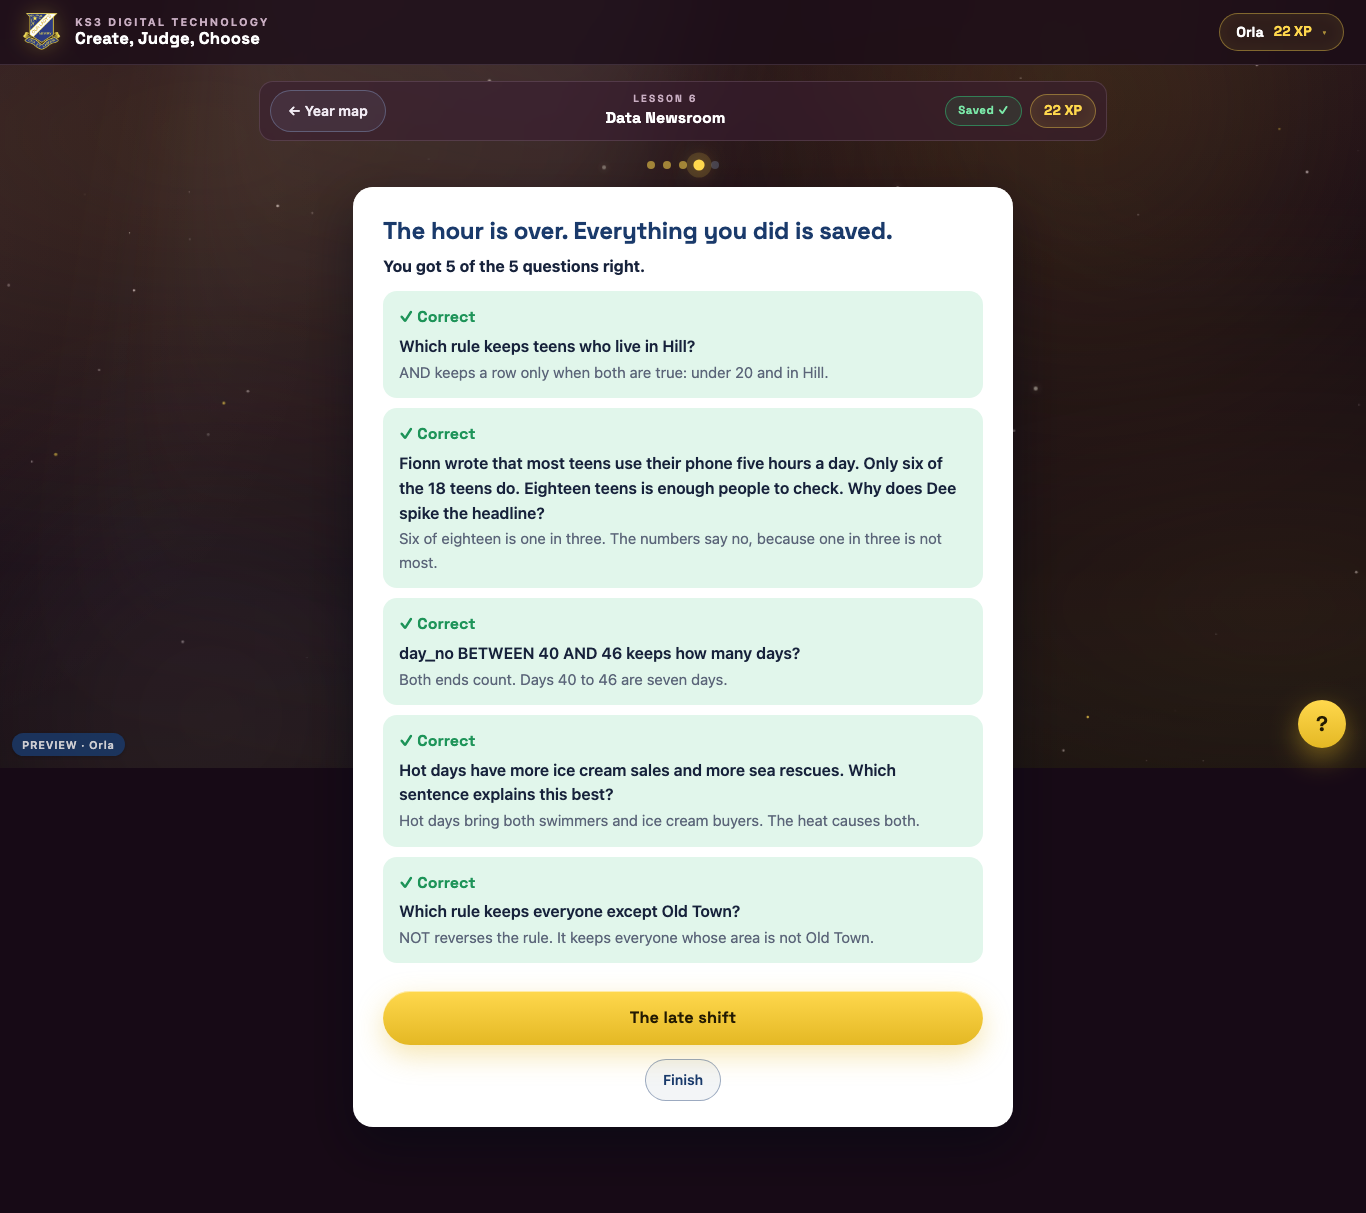 KS3 DIGITAL TECHNOLOGY
Create, Judge, Choose
Orla 22 XP
← Year map
LESSON 6
Data Newsroom
Saved ✓
22 XP
The hour is over. Everything you did is saved.
You got 5 of the 5 questions right.
✓ Correct
Which rule keeps teens who live in Hill?
AND keeps a row only when both are true: under 20 and in Hill.
✓ Correct
Fionn wrote that most teens use their phone five hours a day. Only six of
the 18 teens do. Eighteen teens is enough people to check. Why does Dee
spike the headline?
Six of eighteen is one in three. The numbers say no, because one in three is not
most.
✓ Correct
day_no BETWEEN 40 AND 46 keeps how many days?
Both ends count. Days 40 to 46 are seven days.
✓ Correct
Hot days have more ice cream sales and more sea rescues. Which
sentence explains this best?
Hot days bring both swimmers and ice cream buyers. The heat causes both.
✓ Correct
Which rule keeps everyone except Old Town?
NOT reverses the rule. It keeps everyone whose area is not Old Town.
The late shift
Finish
PREVIEW · Orla
?